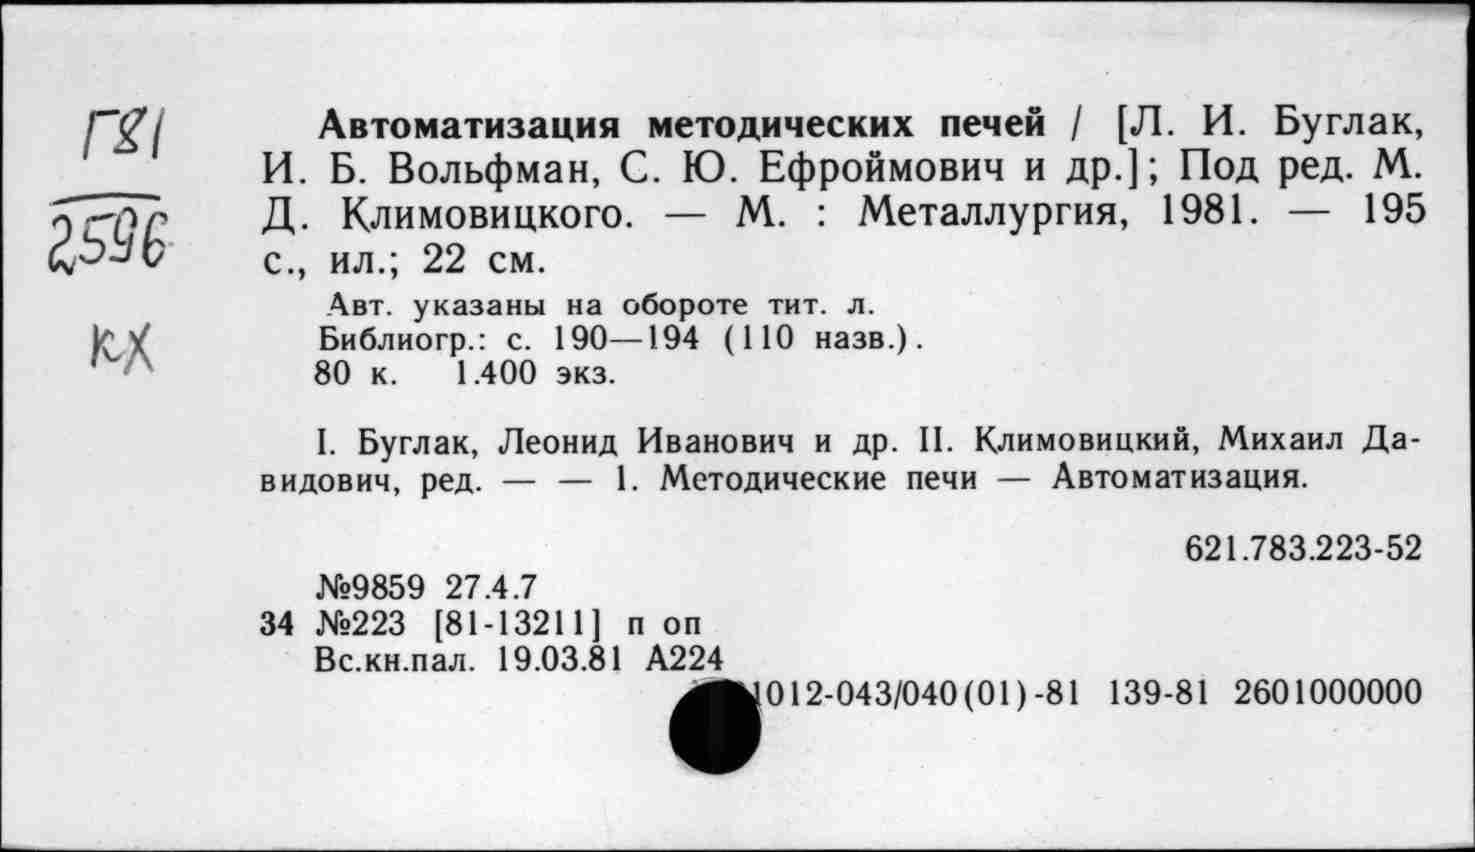 Г81
2596
КХ
Автоматизация методических печей / [Л. И. Буглак,
И. Б. Вольфман, С. Ю. Ефроймович и др.]; Под ред. М.
Д. Климовицкого. — М. : Металлургия, 1981. — 195
с., ил.; 22 см.
Авт. указаны на обороте тит. л.
Библиогр.: с. 190—194 (110 назв.).
80 к. 1.400 экз.
I. Буглак, Леонид Иванович и др. II. Климовицкий, Михаил Да-
видович, ред. — — 1. Методические печи — Автоматизация.
621.783.223-52
№9859 27.4.7
34 №223 [81-13211] п оп
Вс.кн.пал. 19.03.81 А224
1012-043/040(01)-81 139-81 2601000000